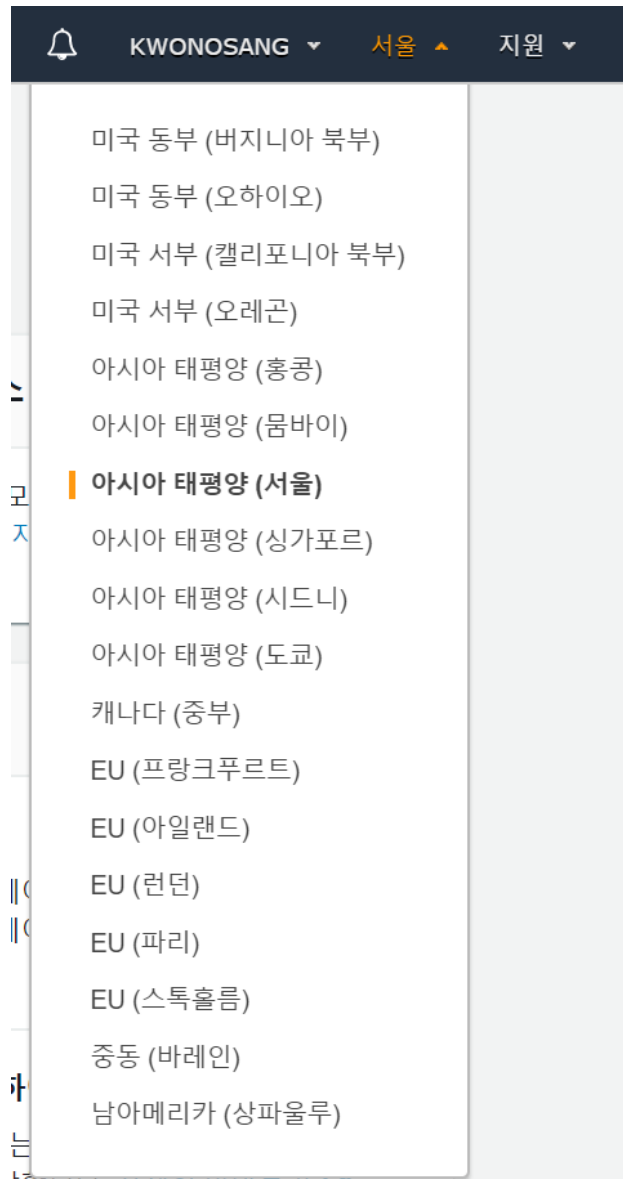 KWONOSANG 서울 지원
미국 동부 (버지니아 북부)
미국 동부 (오하이오)
미국 서부 (캘리포니아 북부)
미국 서부 (오레곤)
아시아 태평양 (홍콩)
아시아 태평양 (뭄바이)
아시아 태평양 (서울)
아시아 태평양 (싱가포르)
아시아 태평양 (시드니)
아시아 태평양 (도쿄)
캐나다 (중부)
EU (프랑크푸르트)
EU (아일랜드)
EU (런던)
EU (파리)
EU (스톡홀름)
중동 (바레인)
남아메리카 (상파울루)